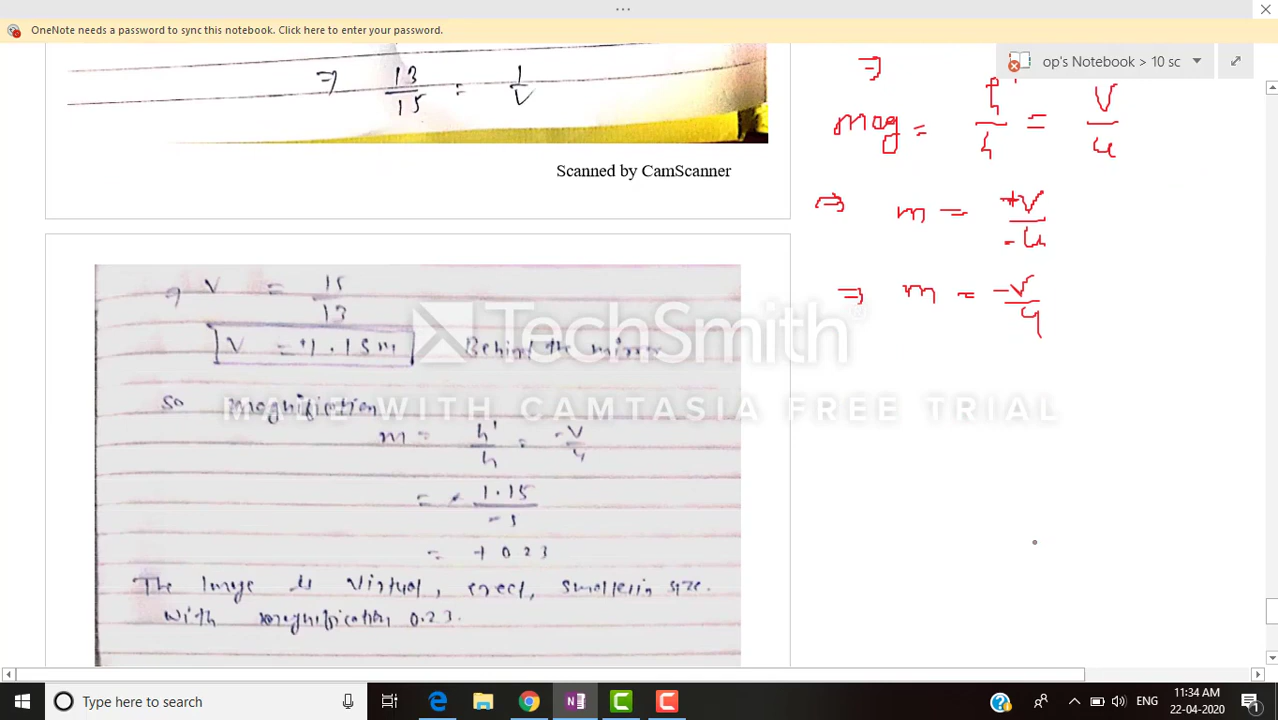 OneNote needs a password to sync this notebook. Click here to enter your password.
op's Notebook > 10 sc
⇒ 13/15 = 1/V
Scanned by CamScanner
⇒
mag = h'/h = V/u
⇒ m = +V/-u
⇒ m = -V/u
⇒ V = 15/13
V = +1.15m Behind the mirror
TechSmith
MADE WITH CAMTASIA FREE TRIAL
So magnification
m = h'/h = -V/u
= - 1.15/-5
= + 0.23
The Image is Virtual, erect, smaller in size.
With magnification 0.23.
Type here to search
ENG
11:34 AM
22-04-2020
1